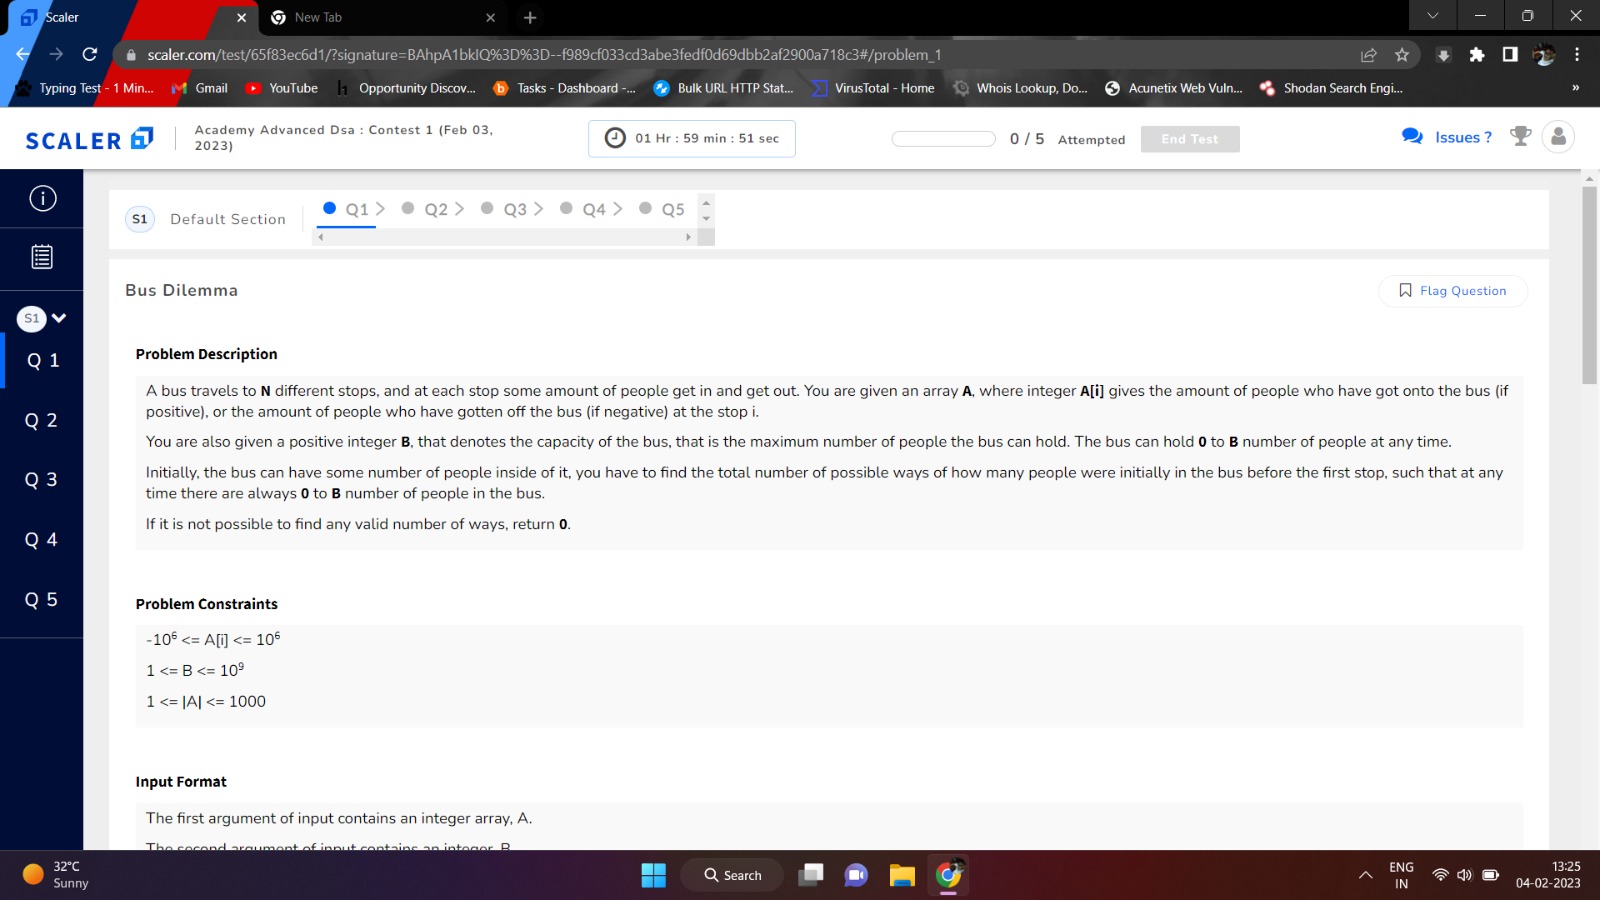 Scaler
New Tab
scaler.com/test/65f83ec6d1/?signature=BAhpA1bkIQ%3D%3D--f989cf033cd3abe3fedf0d69dbb2af2900a718c3#/problem_1
Typing Test - 1 Min... Gmail YouTube Opportunity Discov... Tasks - Dashboard -... Bulk URL HTTP Stat... VirusTotal - Home Whois Lookup, Do... Acunetix Web Vuln... Shodan Search Engi... »
SCALER
Academy Advanced Dsa : Contest 1 (Feb 03,
2023)
01 Hr : 59 min : 51 sec
0 / 5 Attempted
End Test
Issues ?
S1 Default Section
Q1 > Q2 > Q3 > Q4 > Q5
S1
Q 1
Q 2
Q 3
Q 4
Q 5
Bus Dilemma
Flag Question
Problem Description
A bus travels to N different stops, and at each stop some amount of people get in and get out. You are given an array A, where integer A[i] gives the amount of people who have got onto the bus (if
positive), or the amount of people who have gotten off the bus (if negative) at the stop i.
You are also given a positive integer B, that denotes the capacity of the bus, that is the maximum number of people the bus can hold. The bus can hold 0 to B number of people at any time.
Initially, the bus can have some number of people inside of it, you have to find the total number of possible ways of how many people were initially in the bus before the first stop, such that at any
time there are always 0 to B number of people in the bus.
If it is not possible to find any valid number of ways, return 0.
Problem Constraints
-10⁶ <= A[i] <= 10⁶
1 <= B <= 10⁹
1 <= |A| <= 1000
Input Format
The first argument of input contains an integer array, A.
The second argument of input contains an integer, B.
32°C
Sunny
Search
ENG
IN
13:25
04-02-2023